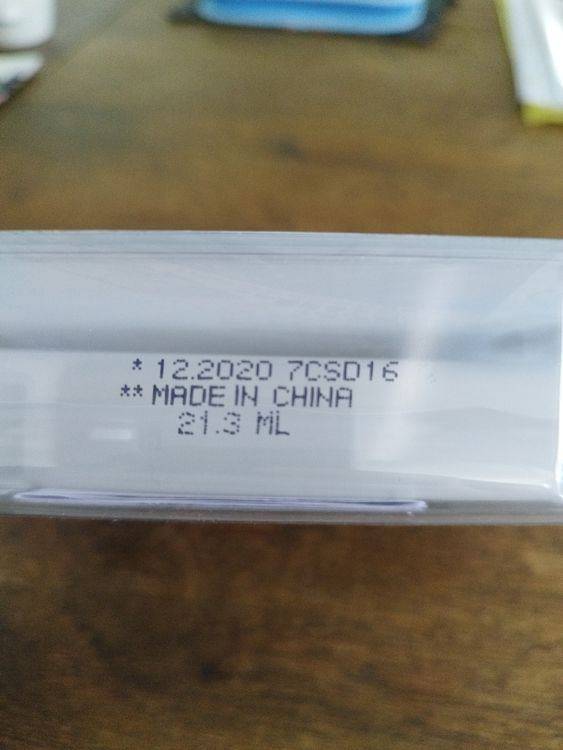 * 12.2020 7CSD16
** MADE IN CHINA
21.3 ML